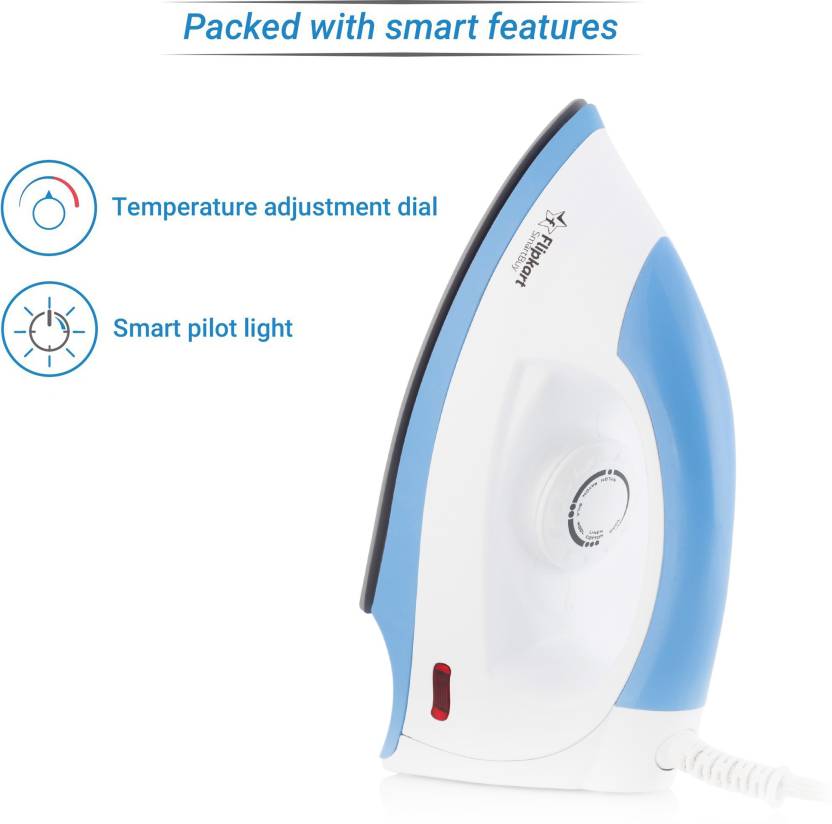 Packed with smart features
Temperature adjustment dial
Smart pilot light
Flipkart
SmartBuy